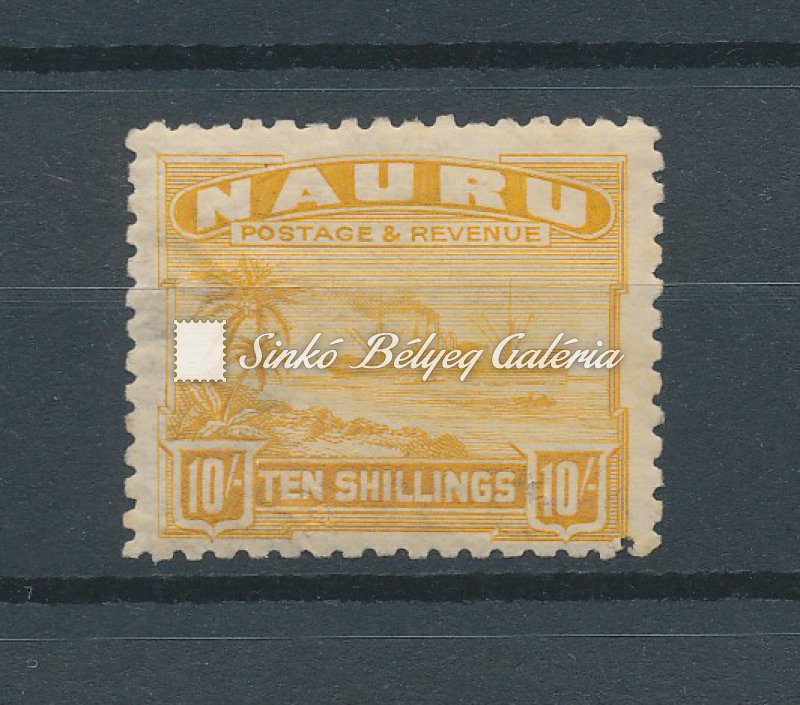 NAURU
POSTAGE & REVENUE
Sinkó Bélyeg Galéria
10/- TEN SHILLINGS 10/-